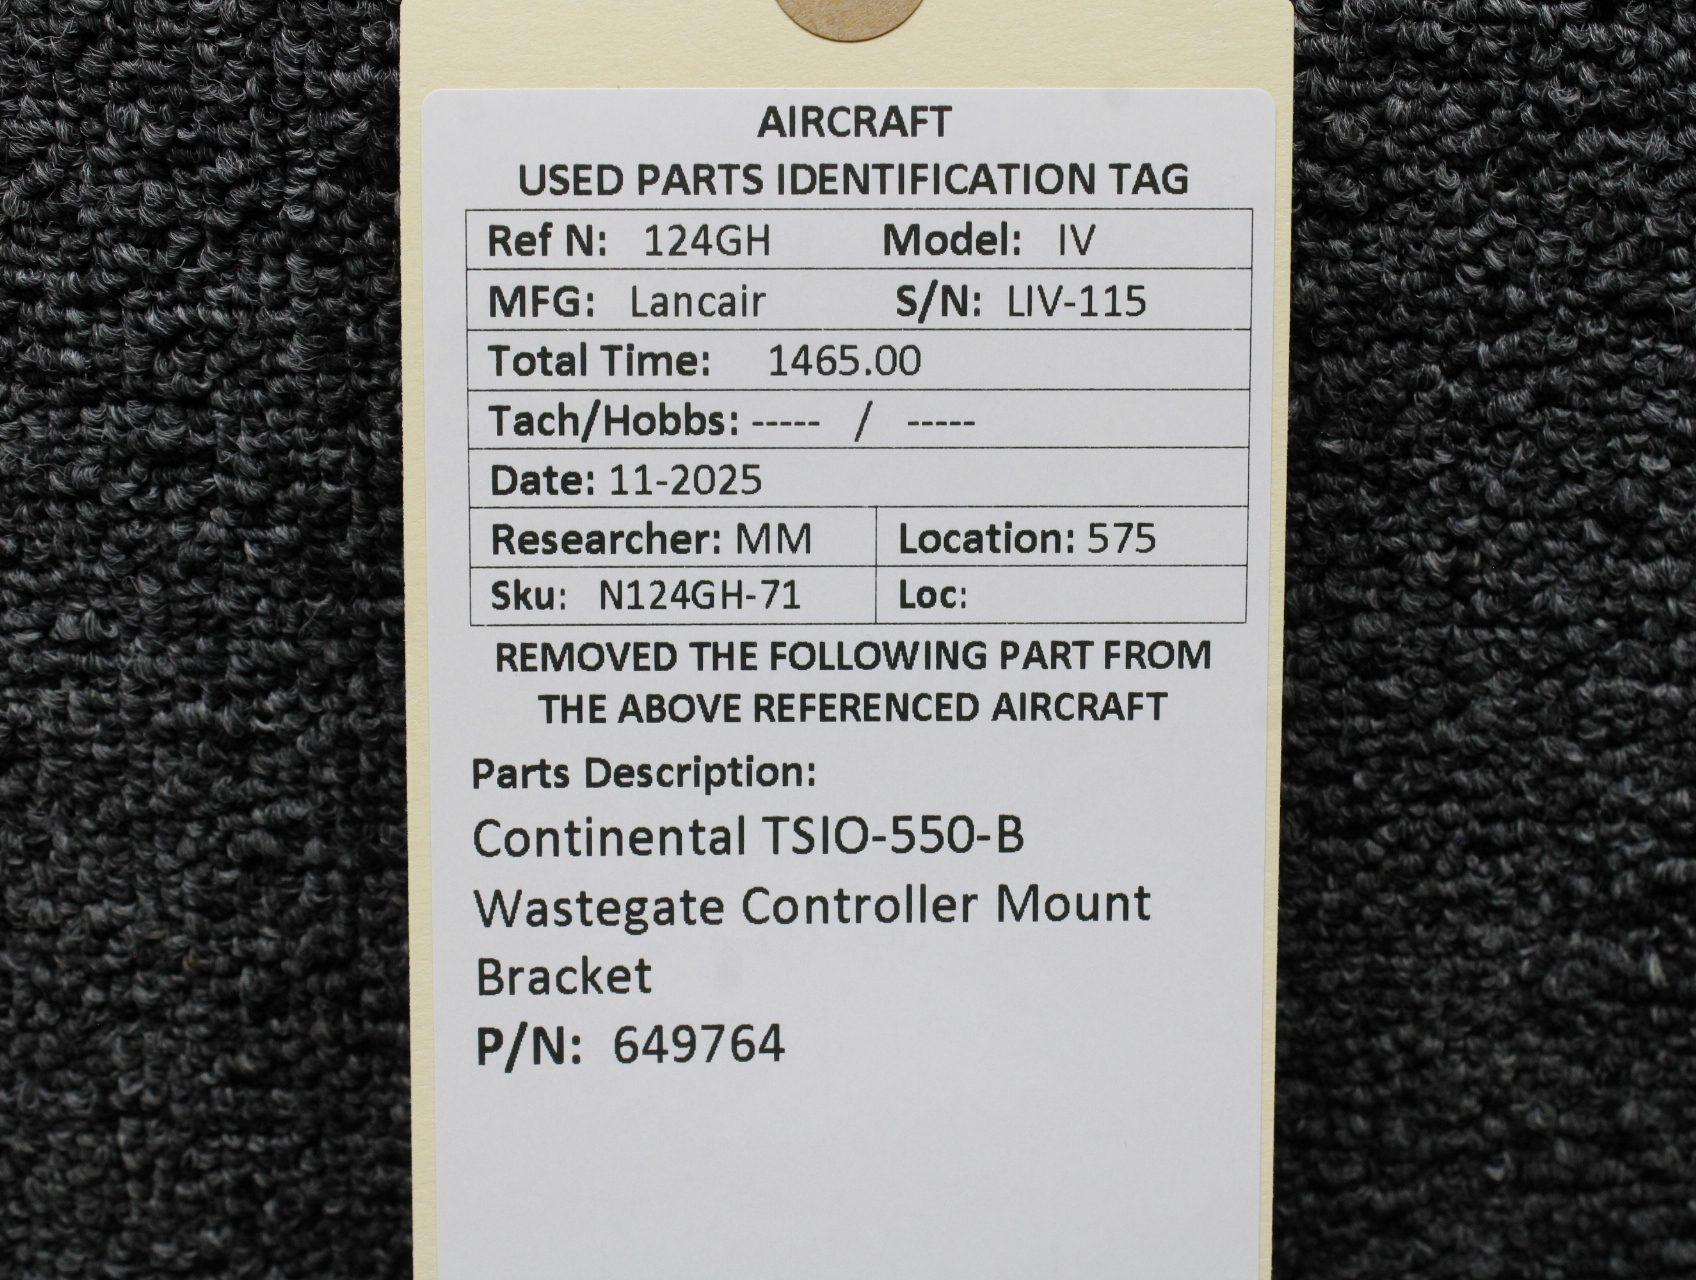 AIRCRAFT
USED PARTS IDENTIFICATION TAG
Ref N: 124GH Model: IV
MFG: Lancair S/N: LIV-115
Total Time: 1465.00
Tach/Hobbs: ----- / -----
Date: 11-2025
Researcher: MM Location: 575
Sku: N124GH-71 Loc:
REMOVED THE FOLLOWING PART FROM
THE ABOVE REFERENCED AIRCRAFT
Parts Description:
Continental TSIO-550-B
Wastegate Controller Mount
Bracket
P/N: 649764